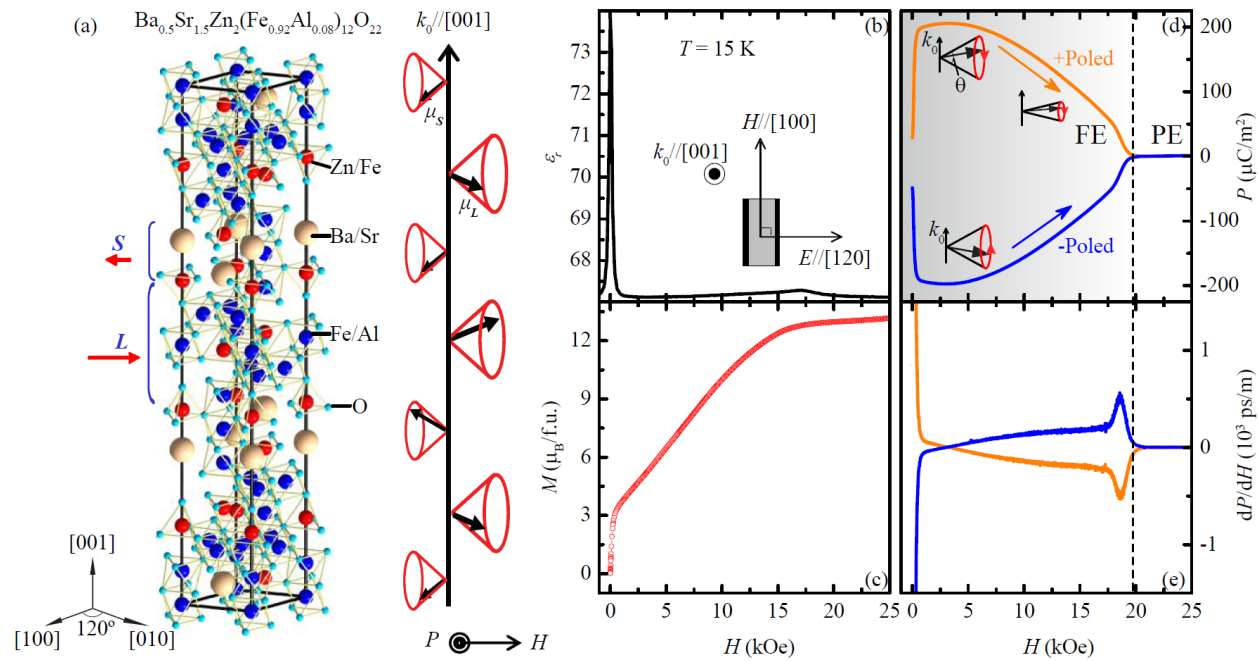 (a) Ba0.5Sr1.5Zn2(Fe0.92Al0.08)12O22
k0//[001]
μS
μL
Zn/Fe
Ba/Sr
S
L
Fe/Al
O
[001]
[100]
120º
[010]
P
H
(b)
T = 15 K
εr
74
73
72
71
70
69
68
67
H//[100]
k0//[001]
E//[120]
(c)
M (μB/f.u.)
12
9
6
3
0
0 5 10 15 20 25
H (kOe)
(d)
k0
θ
+Poled
FE
PE
k0
-Poled
200
100
0
-100
-200
P (μC/m²)
(e)
1
0
-1
dP/dH (10³ ps/m)
0 5 10 15 20 25
H (kOe)